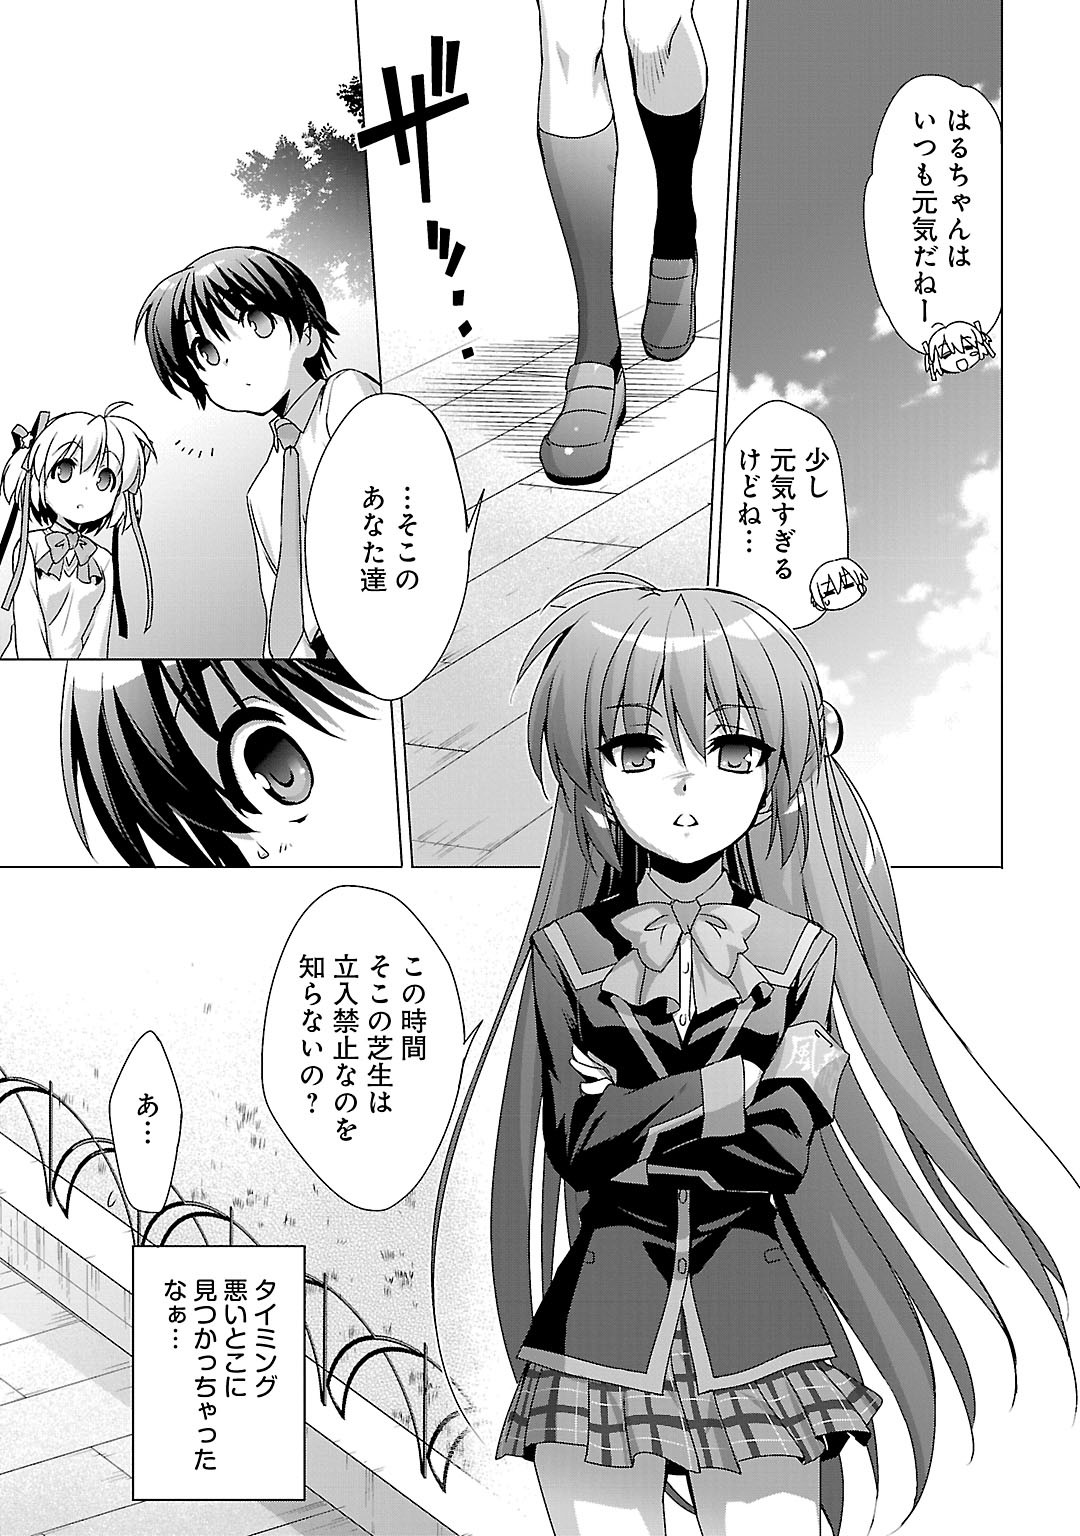 はるちゃんは
いつも元気だねー
少し
元気すぎる
けどね…
ザッ…
…そこの
あなた達
この時間
そこの芝生は
立入禁止なのを
知らないの？
風
あ…
タイミング
悪いとこに
見つかっちゃった
なぁ…